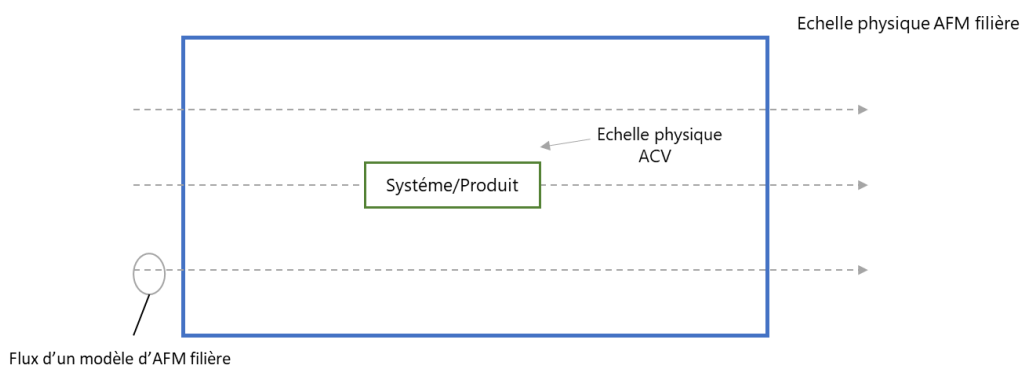 Echelle physique AFM filière
Echelle physique
ACV
Systéme/Produit
Flux d’un modèle d’AFM filière